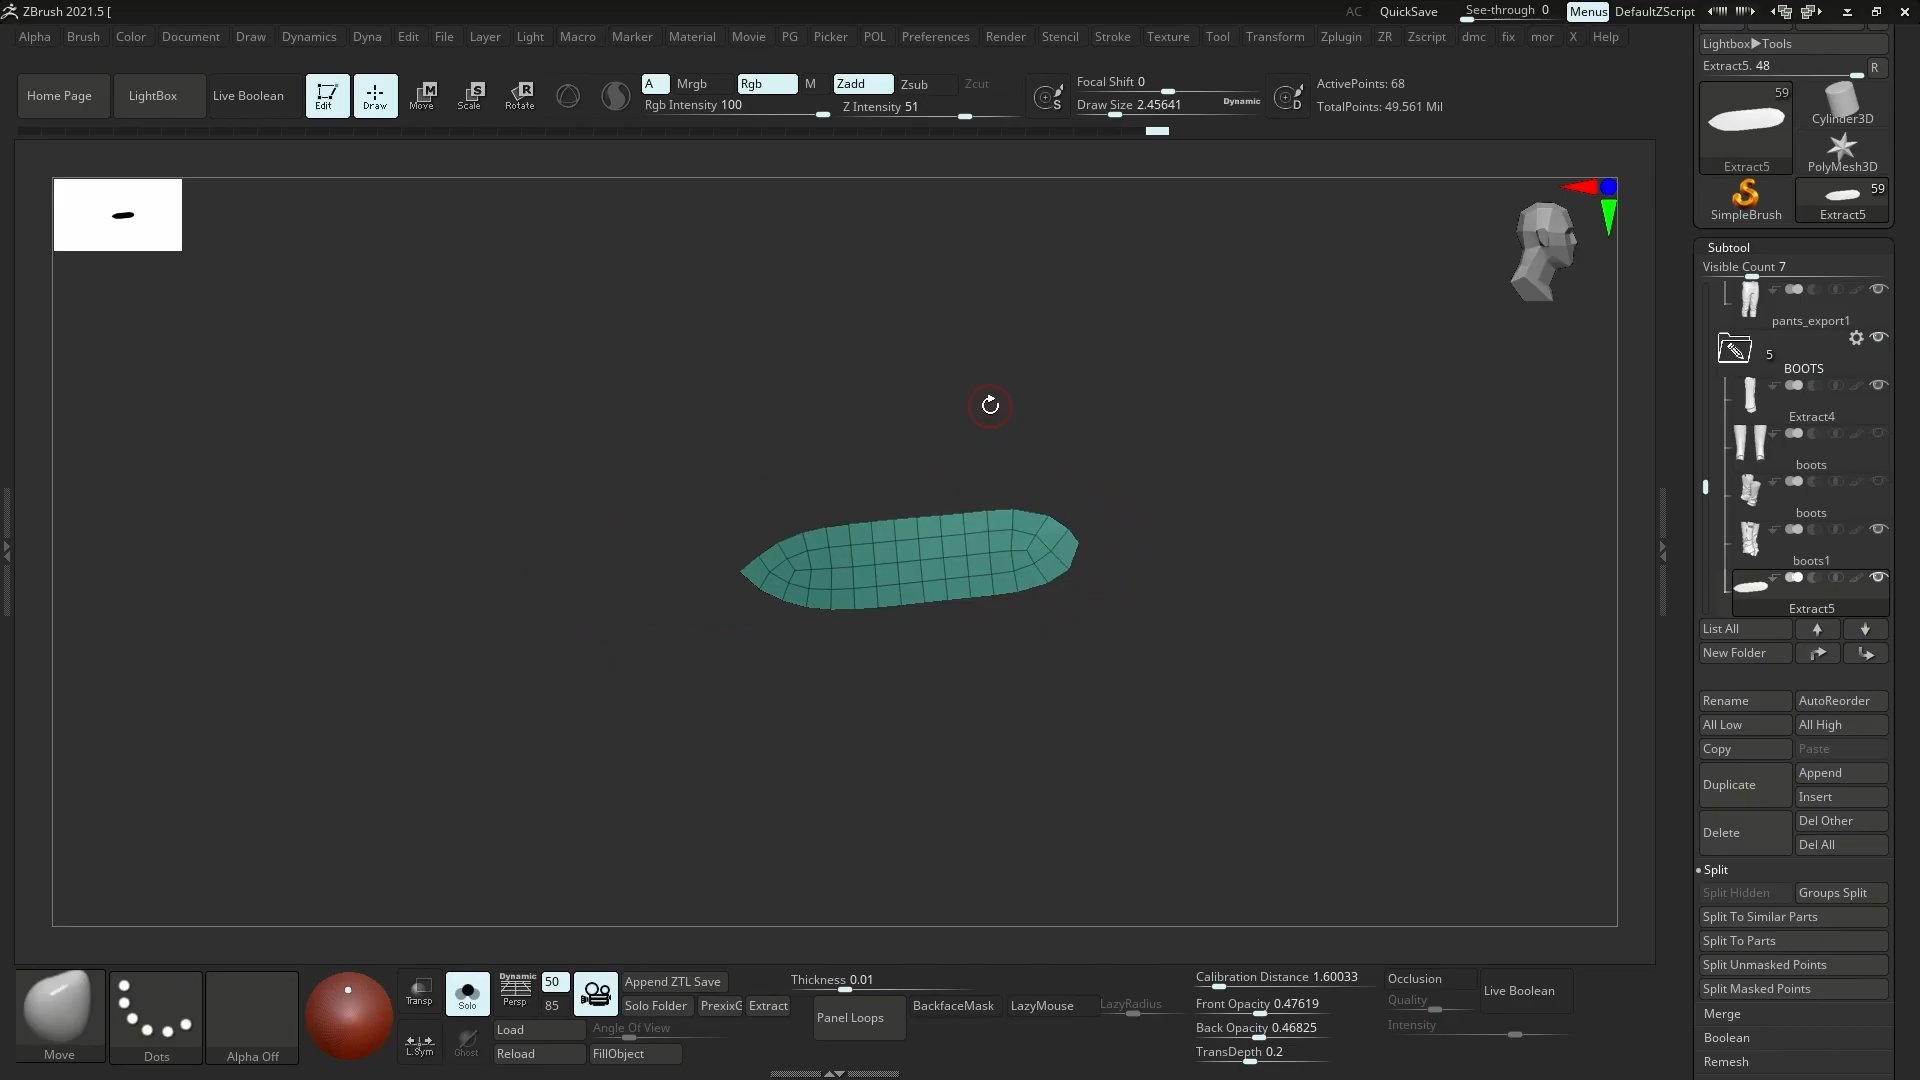 ZBrush 2021.5 [
AC QuickSave See-through 0 Menus DefaultZScript
Alpha Brush Color Document Draw Dynamics Dyna Edit File Layer Light Macro Marker Material Movie PG Picker POL Preferences Render Stencil Stroke Texture Tool Transform Zplugin ZR Zscript dmc fix mor X Help
Home Page LightBox Live Boolean Edit Draw Move Scale Rotate
A Mrgb Rgb M Zadd Zsub Zcut
Rgb Intensity 100 Z Intensity 51
Focal Shift 0
Draw Size 2.45641 Dynamic
ActivePoints: 68
TotalPoints: 49.561 Mil
Lightbox▶Tools
Extract5. 48 R
59
Extract5
Cylinder3D
PolyMesh3D
SimpleBrush
59
Extract5
Subtool
Visible Count 7
pants_export1
5
BOOTS
Extract4
boots
boots
boots1
Extract5
List All
New Folder
Rename AutoReorder
All Low All High
Copy Paste
Duplicate Append
Insert
Delete Del Other
Del All
Split
Split Hidden Groups Split
Split To Similar Parts
Split To Parts
Split Unmasked Points
Split Masked Points
Merge
Boolean
Remesh
Move
Dots
Alpha Off
Transp
L.Sym
Solo
Ghost
Dynamic
Persp
50
85
Load
Reload
Append ZTL Save
Solo Folder PrexixG Extract
Angle Of View
FillObject
Thickness 0.01
Panel Loops
BackfaceMask LazyMouse LazyRadius
Calibration Distance 1.60033
Front Opacity 0.47619
Back Opacity 0.46825
TransDepth 0.2
Occlusion
Quality
Intensity
Live Boolean